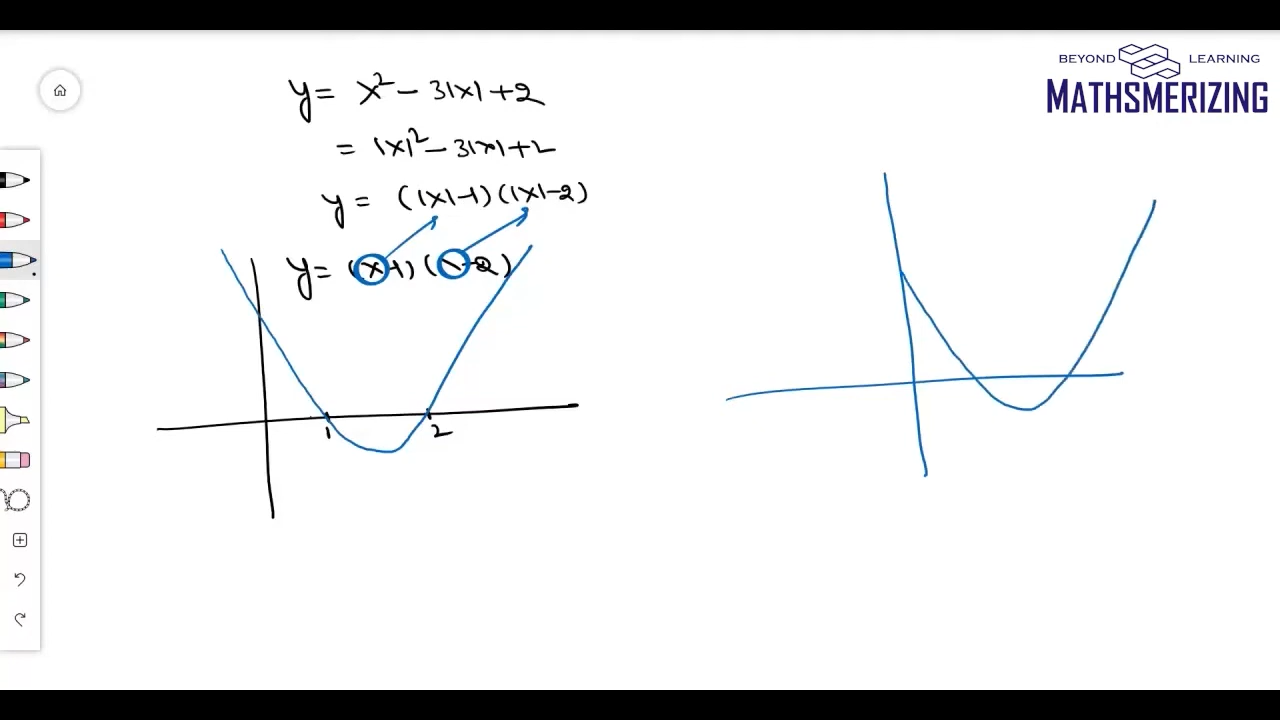 BEYOND LEARNING
MATHSMERIZING
y = x² - 3|x| + 2
= |x|² - 3|x| + 2
y = (|x|-1)(|x|-2)
y = (x-1)(x-2)
1 2